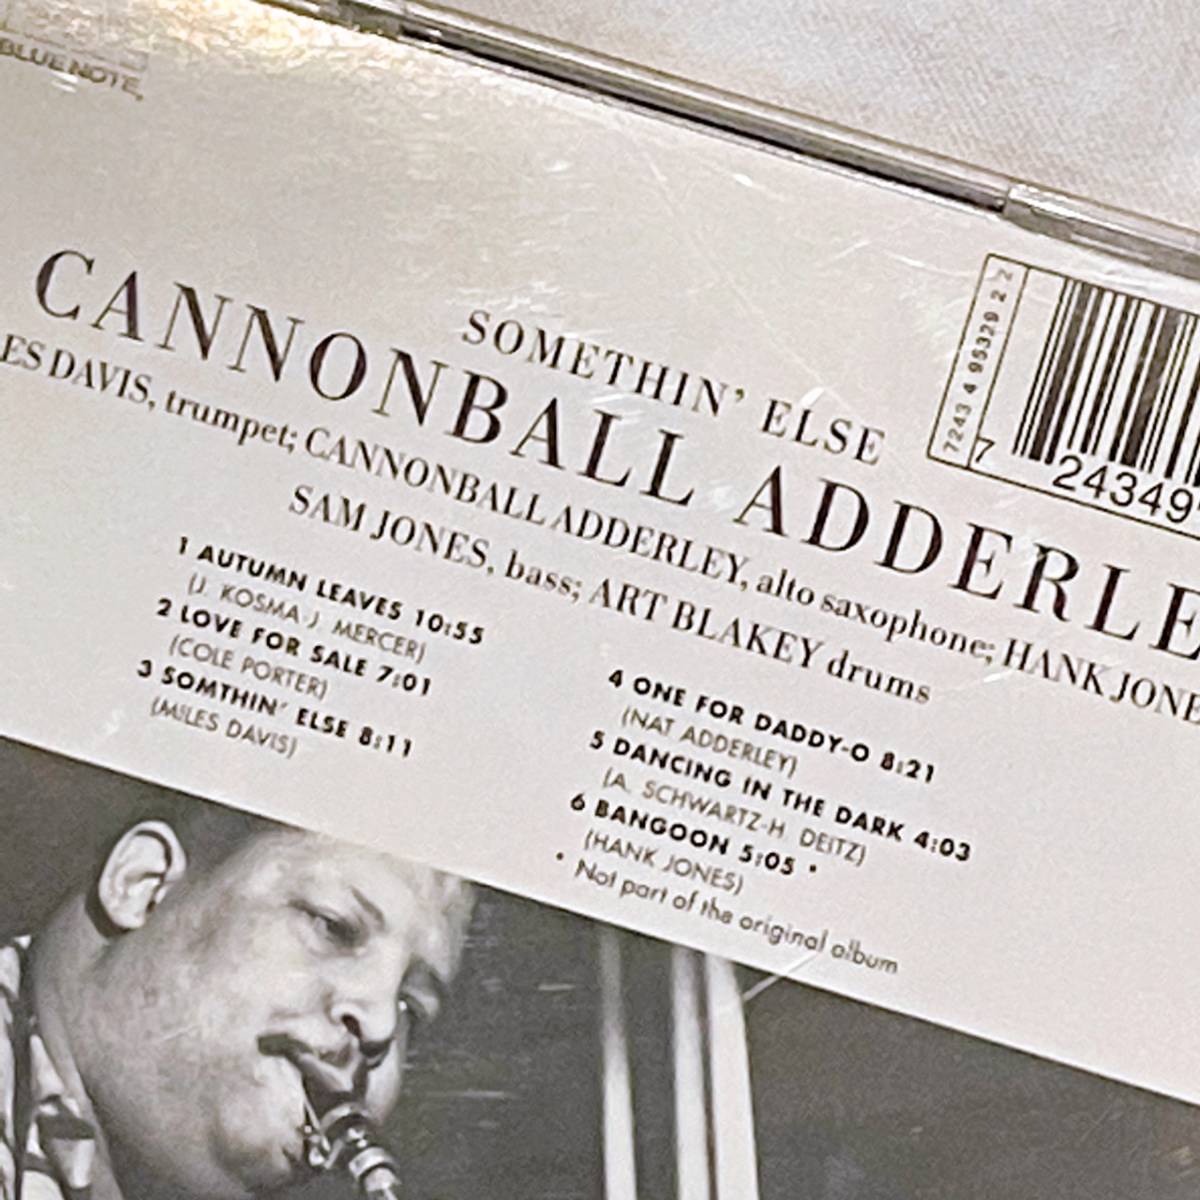 BLUE NOTE
SOMETHIN' ELSE
CANNONBALL ADDERLE
ES DAVIS, trumpet; CANNONBALL ADDERLEY, alto saxophone; HANK JONE
SAM JONES, bass; ART BLAKEY drums
1 AUTUMN LEAVES 10:55
(J. KOSMA-J. MERCER)
2 LOVE FOR SALE 7:01
(COLE PORTER)
3 SOMTHIN' ELSE 8:11
(MILES DAVIS)
4 ONE FOR DADDY-O 8:21
(NAT ADDERLEY)
5 DANCING IN THE DARK 4:03
(A. SCHWARTZ-H. DEITZ)
6 BANGOON 5:05 •
(HANK JONES)
• Not part of the original album
7243 4 95329 2 2
7 24349